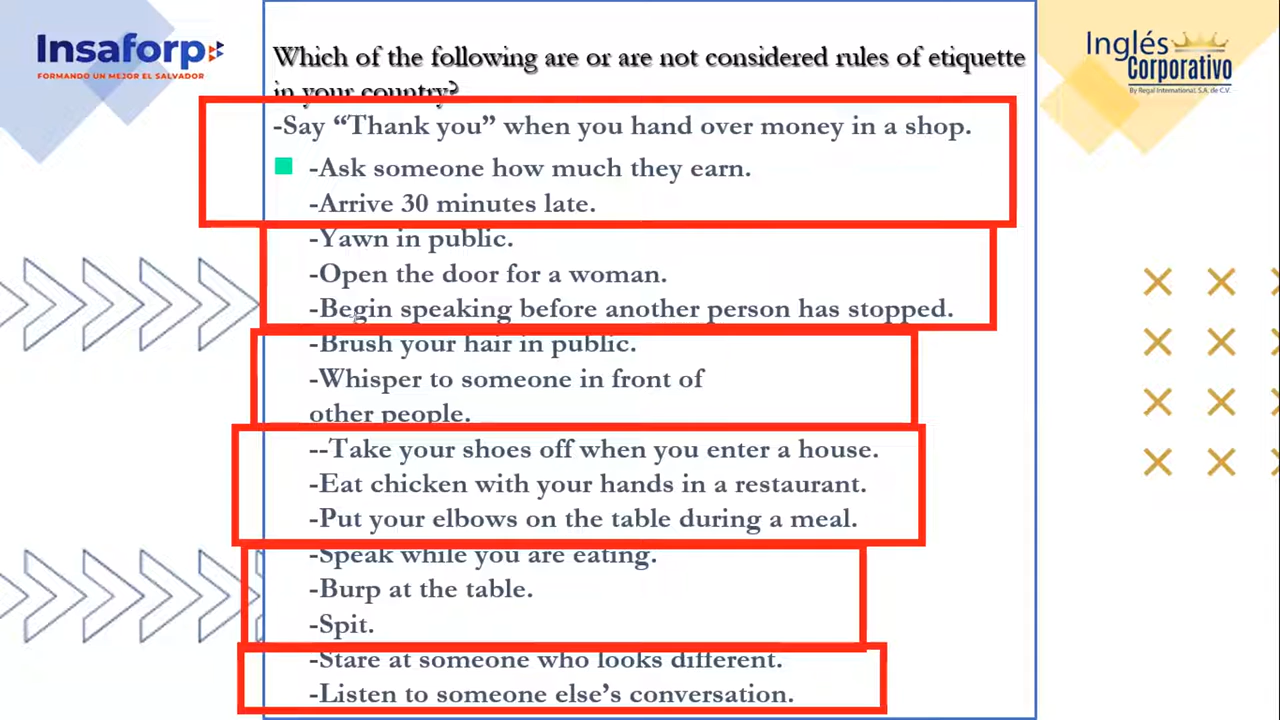 Insaforp
FORMANDO UN MEJOR EL SALVADOR
Inglés
Corporativo
By Regal International, S.A. de C.V.
Which of the following are or are not considered rules of etiquette
in your country?
-Say “Thank you” when you hand over money in a shop.
-Ask someone how much they earn.
-Arrive 30 minutes late.
-Yawn in public.
-Open the door for a woman.
-Begin speaking before another person has stopped.
-Brush your hair in public.
-Whisper to someone in front of
other people.
--Take your shoes off when you enter a house.
-Eat chicken with your hands in a restaurant.
-Put your elbows on the table during a meal.
-Speak while you are eating.
-Burp at the table.
-Spit.
-Stare at someone who looks different.
-Listen to someone else’s conversation.